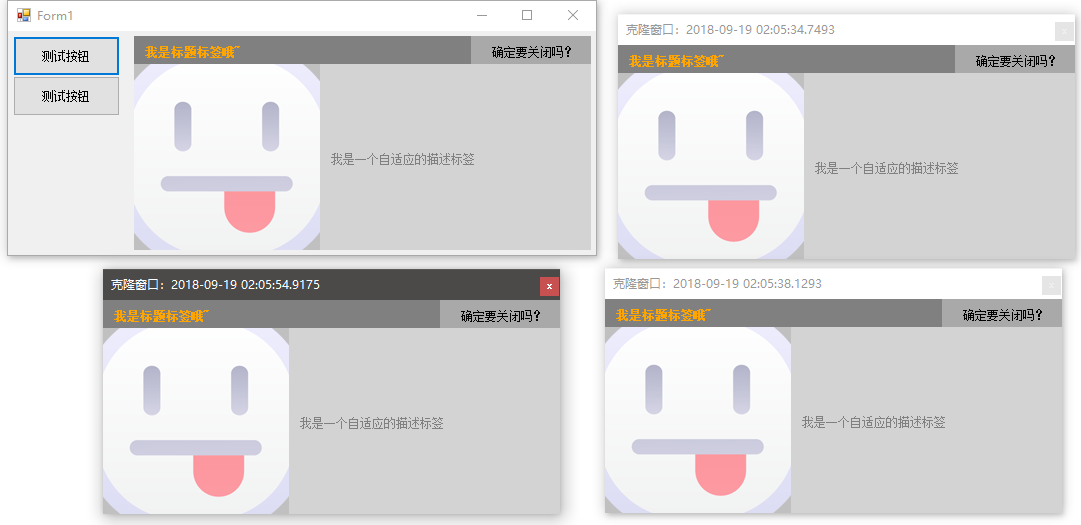 Form1
测试按钮
测试按钮
我是标题标签哦~
确定要关闭吗?
我是一个自适应的描述标签
克隆窗口：2018-09-19 02:05:34.7493
x
我是标题标签哦~
确定要关闭吗?
我是一个自适应的描述标签
克隆窗口：2018-09-19 02:05:54.9175
x
我是标题标签哦~
确定要关闭吗?
我是一个自适应的描述标签
克隆窗口：2018-09-19 02:05:38.1293
x
我是标题标签哦~
确定要关闭吗?
我是一个自适应的描述标签